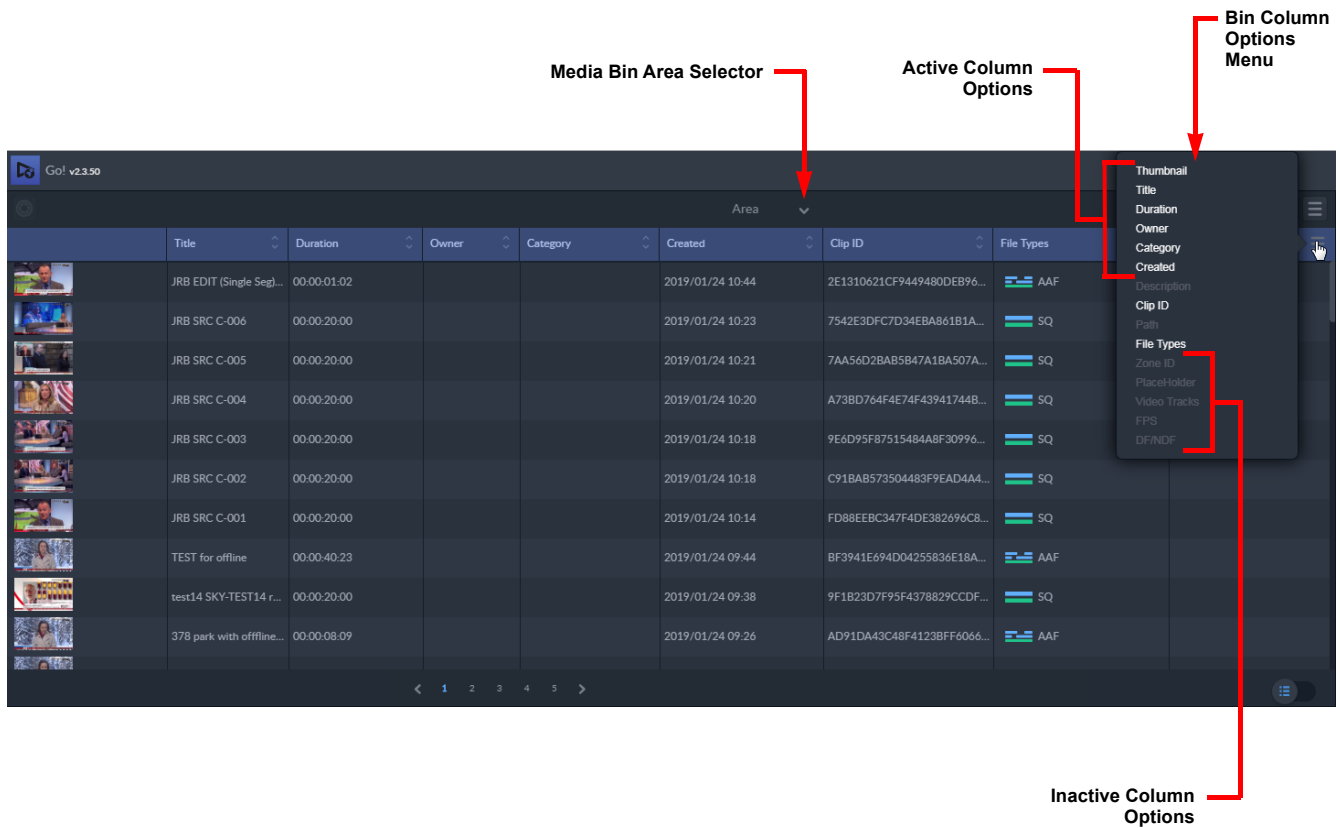 Bin Column
Options
Menu
Media Bin Area Selector
Active Column
Options
Go! v2.3.50
Area
Title Duration Owner Category Created Clip ID File Types
JRB EDIT (Single Seg)... 00:00:01:02 2019/01/24 10:44 2E1310621CF9449480DEB96... AAF
JRB SRC C-006 00:00:20:00 2019/01/24 10:23 7542E3DFC7D34EBA861B1A... SQ
JRB SRC C-005 00:00:20:00 2019/01/24 10:21 7AA56D2BAB5B47A1BA507A... SQ
JRB SRC C-004 00:00:20:00 2019/01/24 10:20 A73BD764F4E74F43941744B... SQ
JRB SRC C-003 00:00:20:00 2019/01/24 10:18 9E6D95F87515484A8F30996... SQ
JRB SRC C-002 00:00:20:00 2019/01/24 10:18 C91BAB573504483F9EAD4A4... SQ
JRB SRC C-001 00:00:20:00 2019/01/24 10:14 FD88EEBC347F4DE382696C8... SQ
TEST for offline 00:00:40:23 2019/01/24 09:44 BF3941E694D04255836E18A... AAF
test14 SKY-TEST14 r... 00:00:20:00 2019/01/24 09:38 9F1B23D7F95F4378829CCDF... SQ
378 park with offfline... 00:00:08:09 2019/01/24 09:26 AD91DA43C48F4123BFF6066... AAF
Thumbnail
Title
Duration
Owner
Category
Created
Description
Clip ID
Path
File Types
Zone ID
PlaceHolder
Video Tracks
FPS
DF/NDF
1 2 3 4 5
Inactive Column
Options